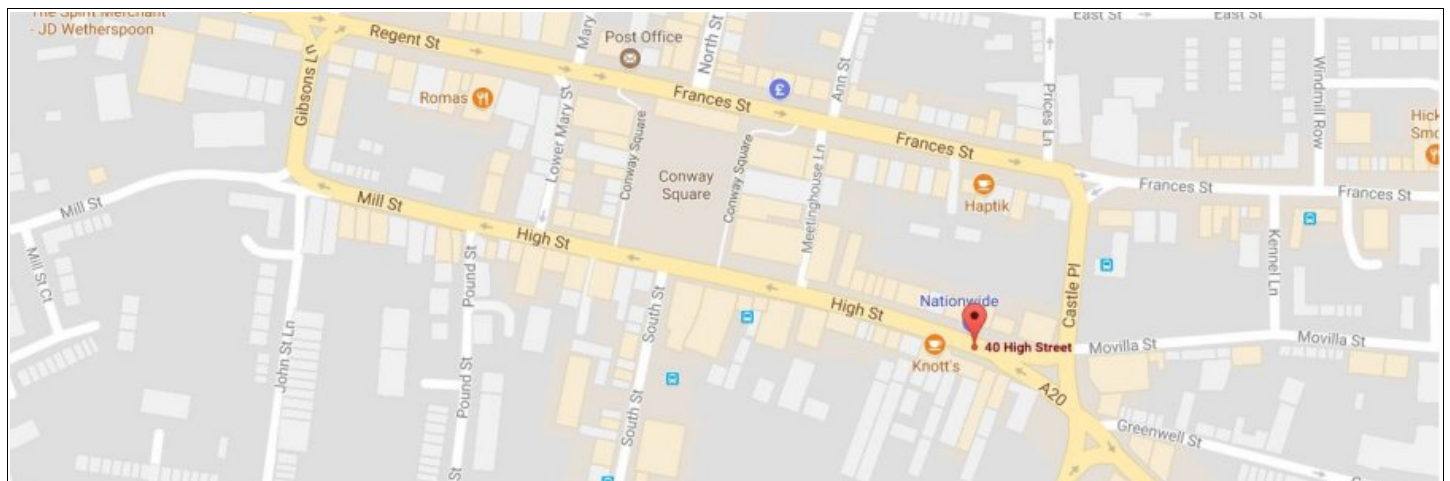 The Spirit Merchant
- JD Wetherspoon
Regent St
Mary
Post Office
North St
Ann St
East St
East St
Windmill Row
Prices Ln
Gibsons Ln
Romas
£
Frances St
Lower Mary St
Conway Square
Conway
Square
Conway Square
Meetinghouse Ln
Frances St
Haptik
Frances St
Frances St
Hick
Smo
Mill St
Mill St
High St
Mill St Ct
John St Ln
Pound St
Pound St
St
South St
South St
High St
Nationwide
40 High Street
Knott's
Castle Pl
A20
Movilla St
Movilla St
Kennel Ln
Greenwell St